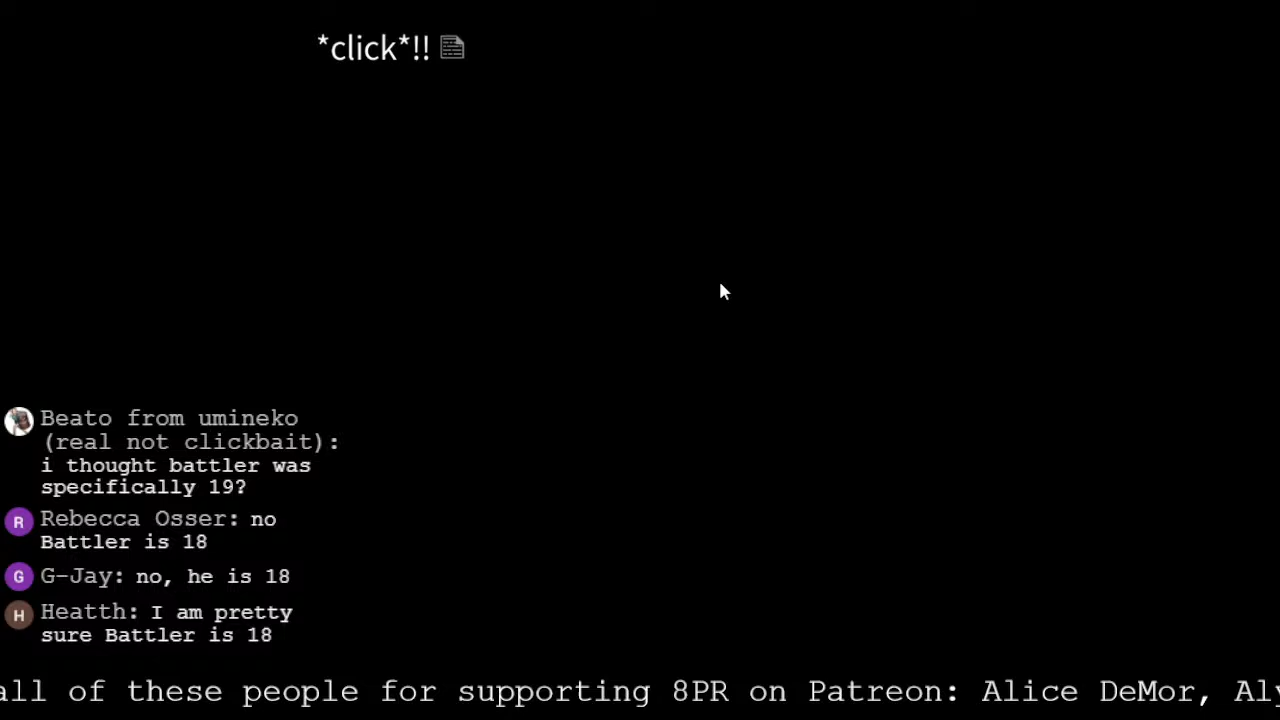 *click*!!
Beato from umineko
(real not clickbait):
i thought battler was
specifically 19?
R Rebecca Osser: no
Battler is 18
G G-Jay: no, he is 18
H Heatth: I am pretty
sure Battler is 18
all of these people for supporting 8PR on Patreon: Alice DeMor, Aly